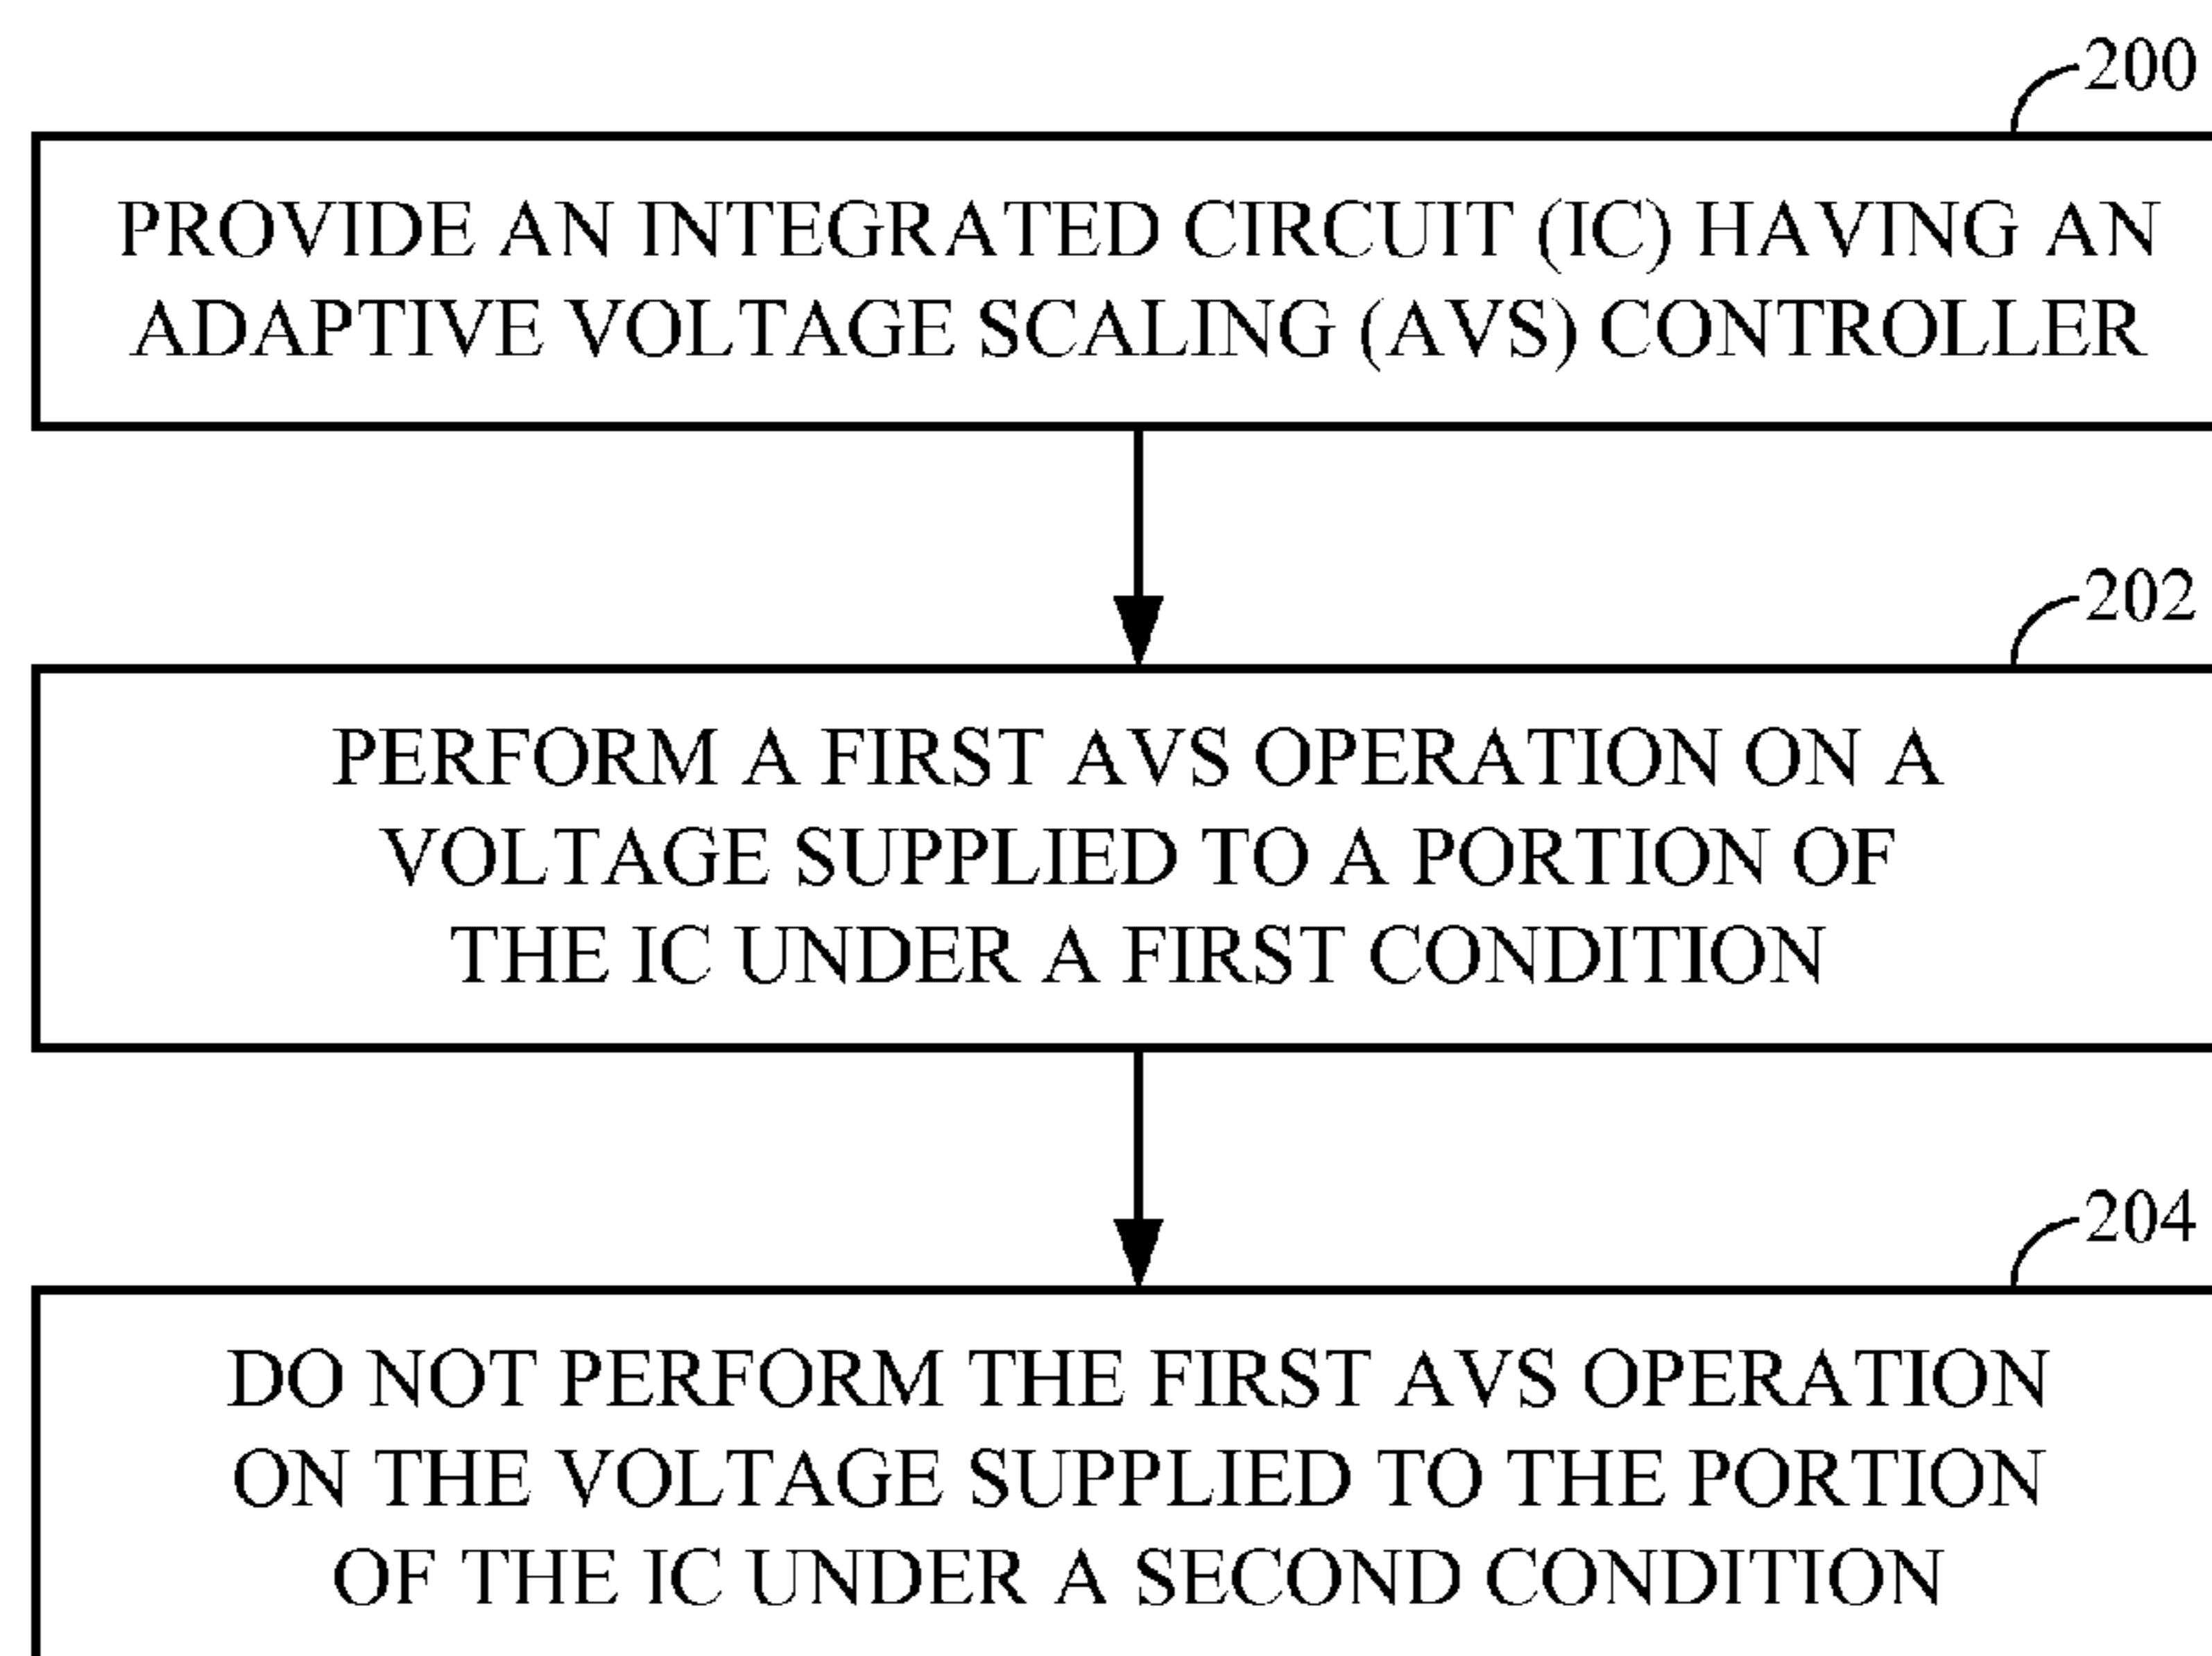 200
PROVIDE AN INTEGRATED CIRCUIT (IC) HAVING AN
ADAPTIVE VOLTAGE SCALING (AVS) CONTROLLER
202
PERFORM A FIRST AVS OPERATION ON A
VOLTAGE SUPPLIED TO A PORTION OF
THE IC UNDER A FIRST CONDITION
204
DO NOT PERFORM THE FIRST AVS OPERATION
ON THE VOLTAGE SUPPLIED TO THE PORTION
OF THE IC UNDER A SECOND CONDITION